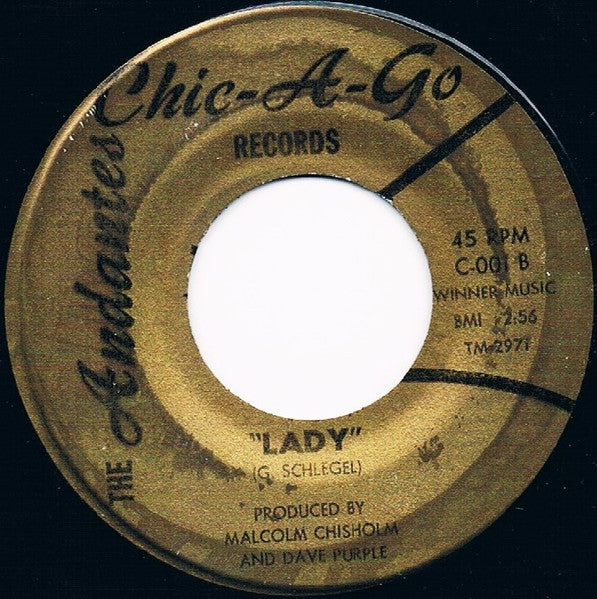 Chic-A-Go
RECORDS
THE Andantes
45 RPM
C-001 B
WINNER MUSIC
BMI 2:56
TM-2971
"LADY"
(G. SCHLEGEL)
PRODUCED BY
MALCOLM CHISHOLM
AND DAVE PURPLE